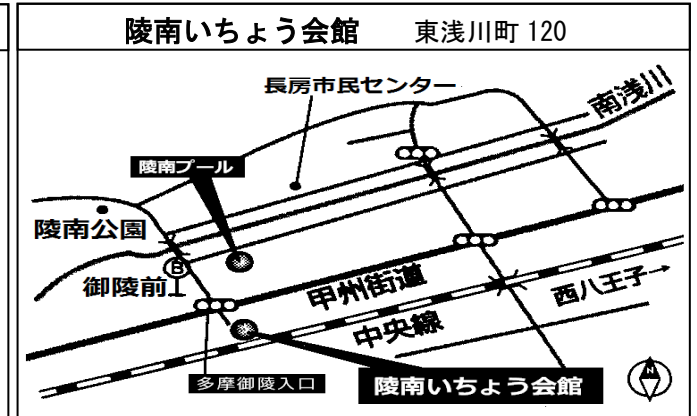 陵南いちょう会館 東浅川町 120
長房市民センター
南浅川
陵南プール
陵南公園
B
御陵前
甲州街道
西八王子→
中央線
多摩御陵入口
陵南いちょう会館
N